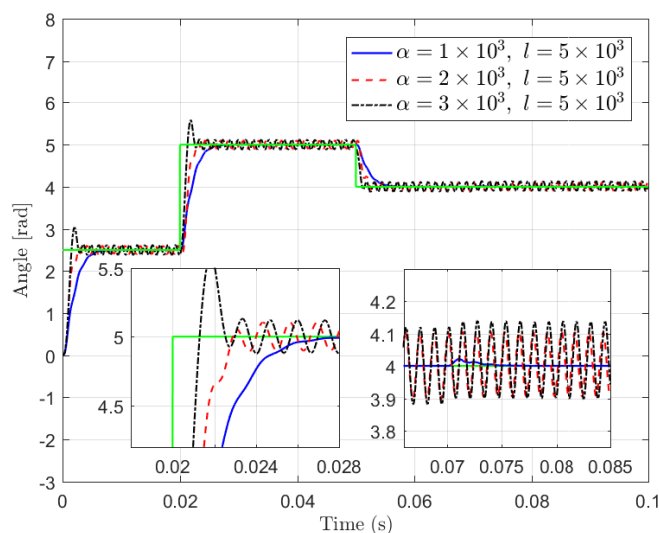 8
7
6
5
4
3
2
1
0
-1
-2
-3
Angle [rad]
α = 1 × 10³, l = 5 × 10³
α = 2 × 10³, l = 5 × 10³
α = 3 × 10³, l = 5 × 10³
5.5
5
4.5
0.02 0.024 0.028
4.2
4.1
4
3.9
3.8
0.07 0.075 0.08 0.085
0 0.02 0.04 0.06 0.08 0.1
Time (s)